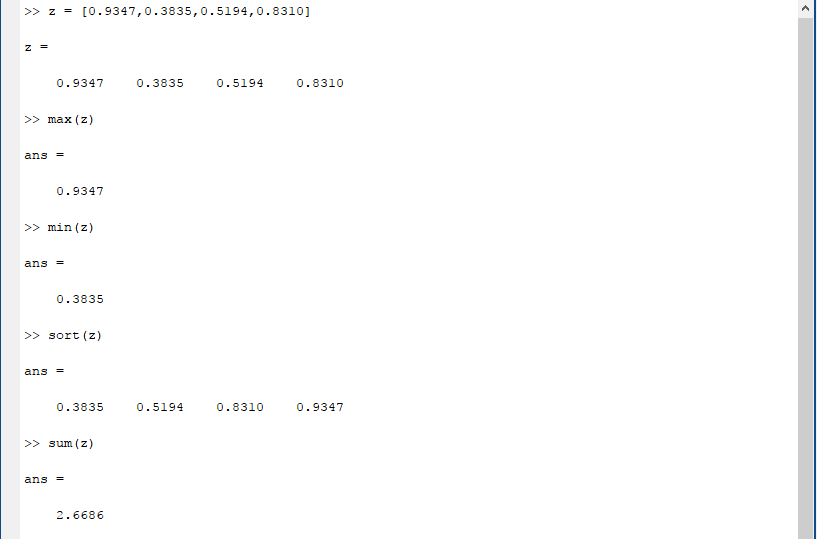 >> z = [0.9347,0.3835,0.5194,0.8310]
z =
0.9347    0.3835    0.5194    0.8310
>> max(z)
ans =
0.9347
>> min(z)
ans =
0.3835
>> sort(z)
ans =
0.3835    0.5194    0.8310    0.9347
>> sum(z)
ans =
2.6686